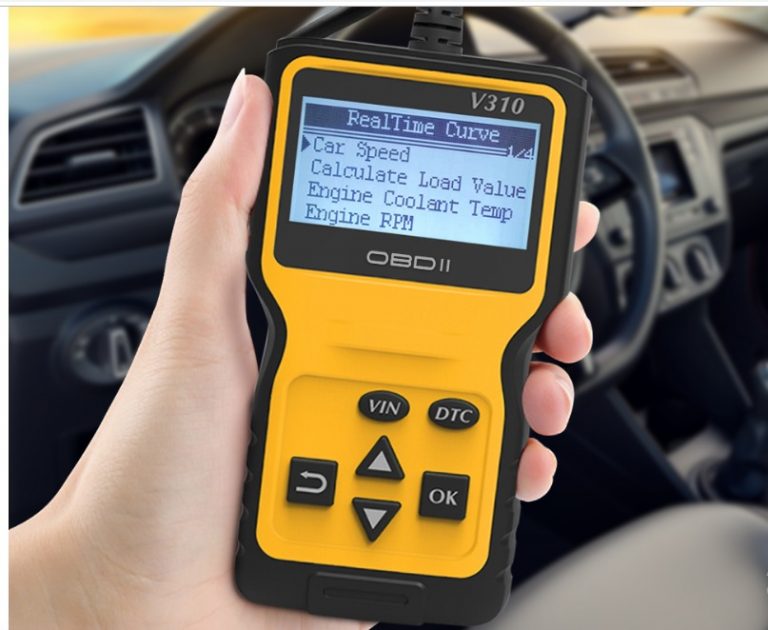 V310
RealTime Curve
Car Speed 1/4
Calculate Load Value
Engine Coolant Temp
Engine RPM
OBDII
VIN DTC
OK